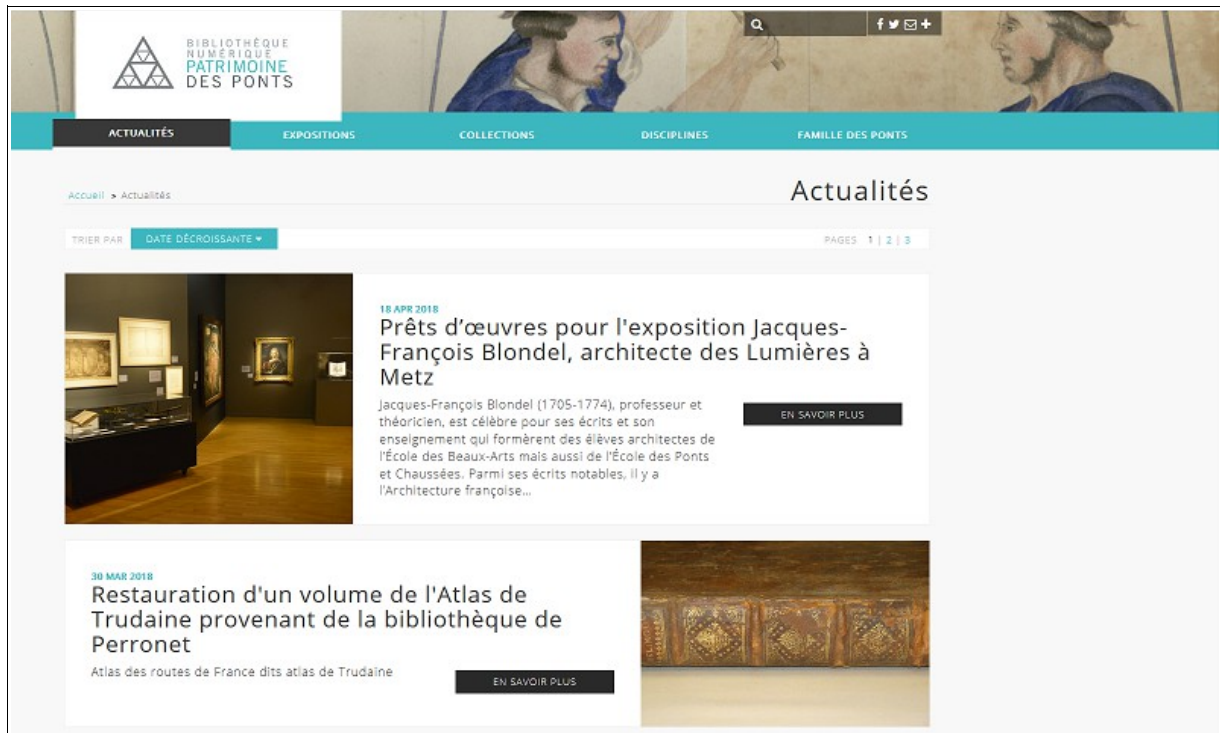 BIBLIOTHÈQUE
NUMÉRIQUE
PATRIMOINE
DES PONTS
ACTUALITÉS
EXPOSITIONS
COLLECTIONS
DISCIPLINES
FAMILLE DES PONTS
Accueil > Actualités
Actualités
TRIER PAR DATE DÉCROISSANTE
PAGES 1 | 2 | 3
18 APR 2018
Prêts d’œuvres pour l'exposition Jacques-
François Blondel, architecte des Lumières à
Metz
Jacques-François Blondel (1705-1774), professeur et
théoricien, est célèbre pour ses écrits et son
enseignement qui formèrent des élèves architectes de
l'École des Beaux-Arts mais aussi de l'École des Ponts
et Chaussées. Parmi ses écrits notables, il y a
l'Architecture françoise...
EN SAVOIR PLUS
30 MAR 2018
Restauration d'un volume de l'Atlas de
Trudaine provenant de la bibliothèque de
Perronet
Atlas des routes de France dits atlas de Trudaine
EN SAVOIR PLUS